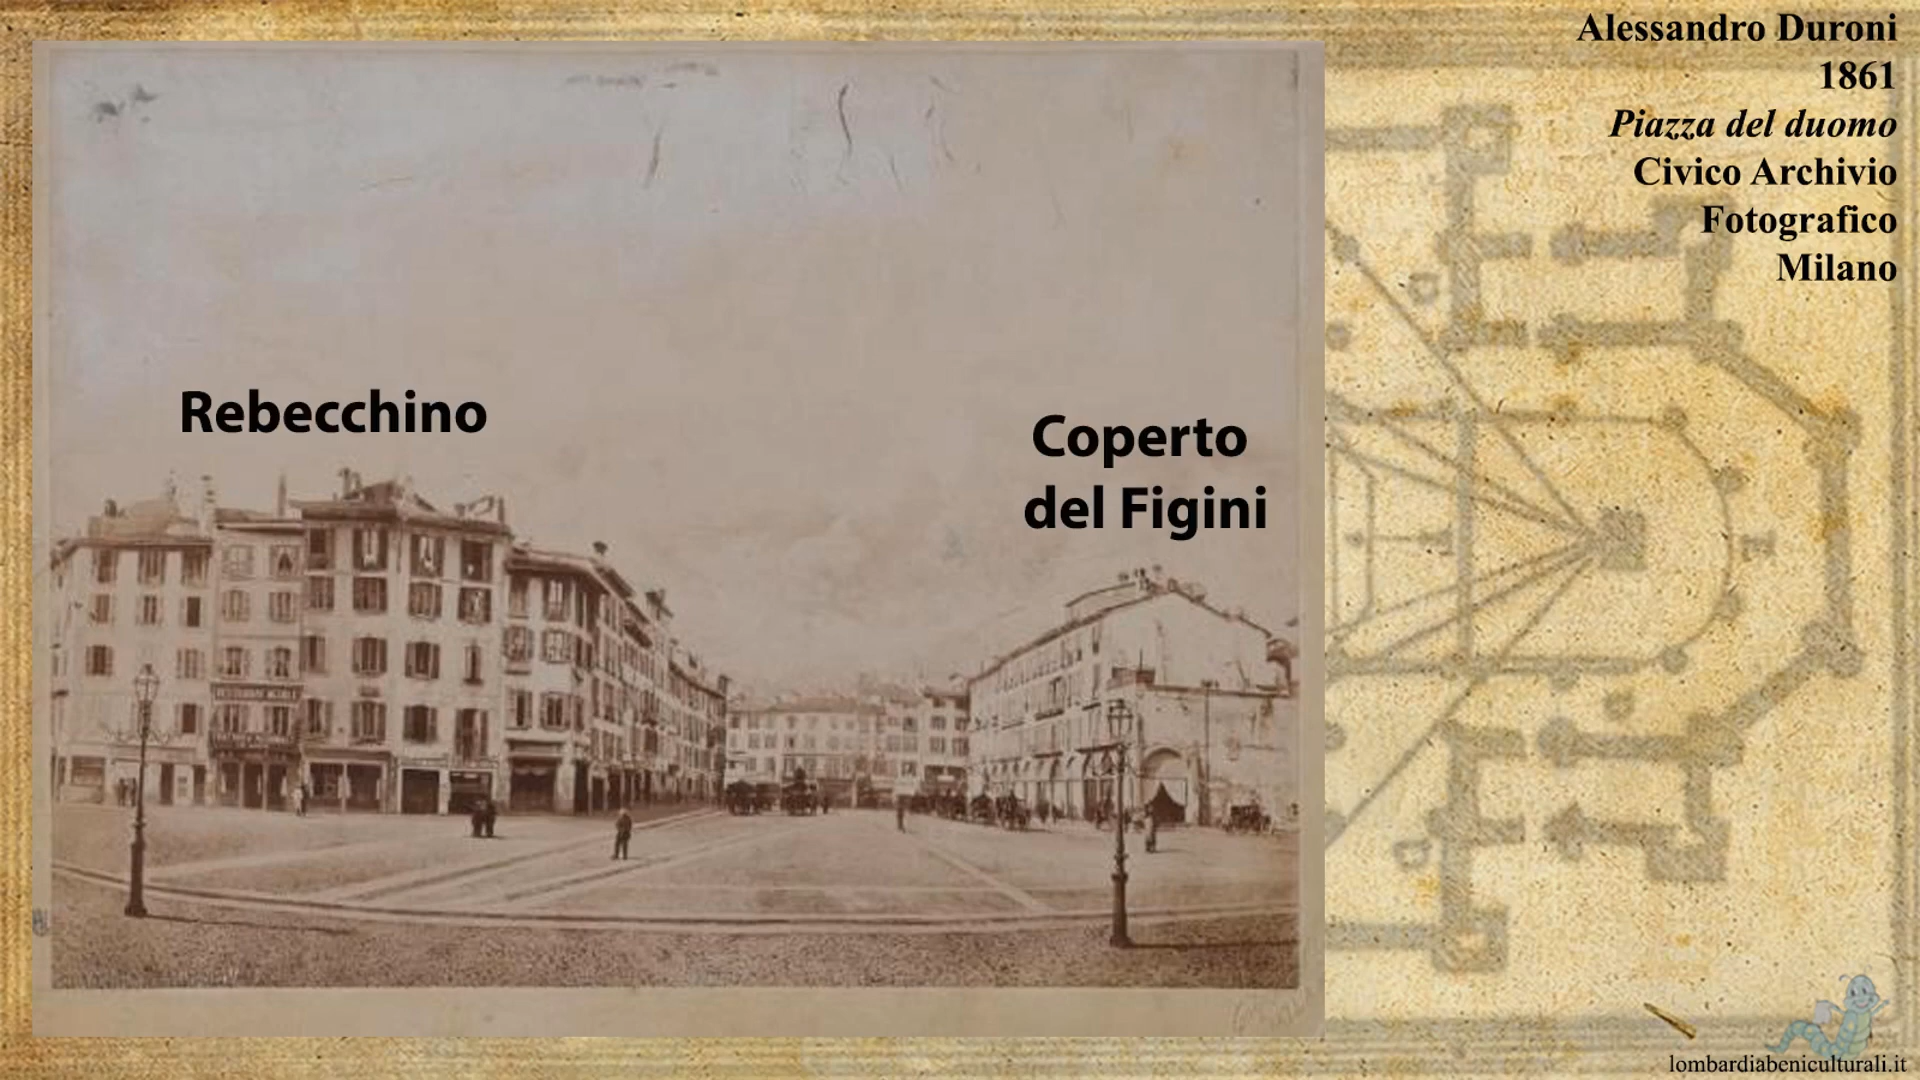 Alessandro Duroni
1861
Piazza del duomo
Civico Archivio
Fotografico
Milano
Rebecchino
Coperto
del Figini
lombardiabeniculturali.it